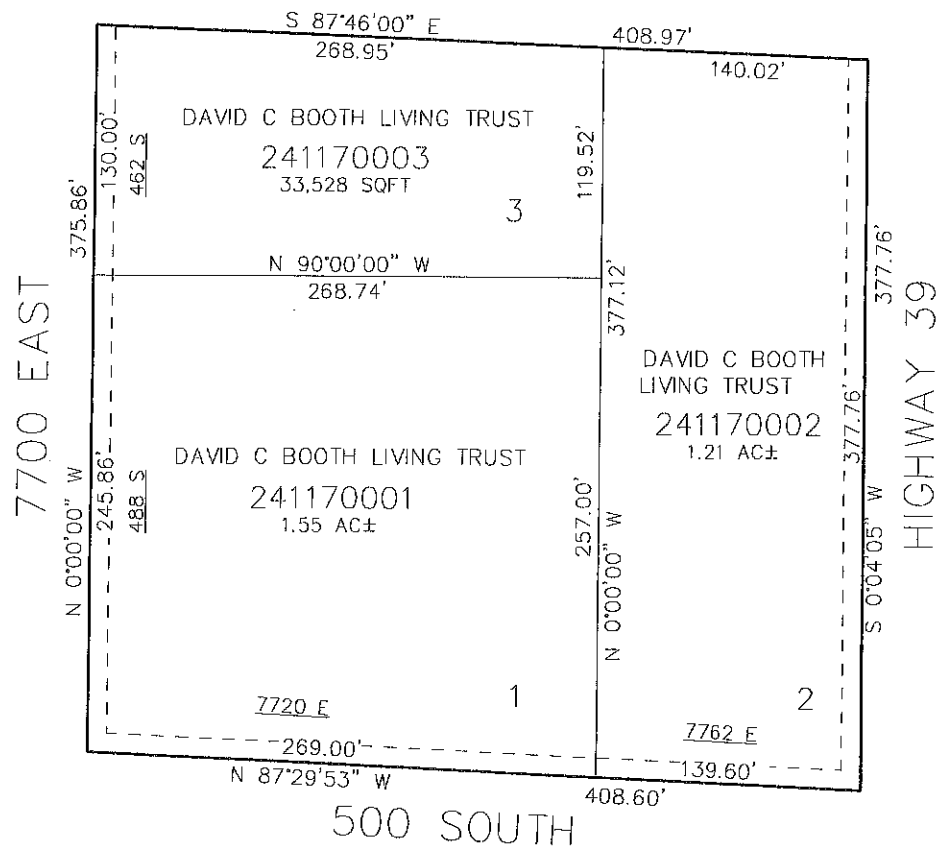 S 87°46'00" E
408.97'
268.95'
140.02'
DAVID C BOOTH LIVING TRUST
241170003
33,528 SQFT
3
130.00'
462 S
119.52'
375.86'
377.76'
N 90°00'00" W
268.74'
377.12'
7700 EAST
HIGHWAY 39
DAVID C BOOTH
LIVING TRUST
241170002
1.21 AC±
377.76'
DAVID C BOOTH LIVING TRUST
241170001
1.55 AC±
245.86'
488 S
257.00'
N 0°00'00" W
N 0°00'00" W
S 0°04'05" W
7720 E
1
2
7762 E
269.00'
139.60'
N 87°29'53" W
408.60'
500 SOUTH